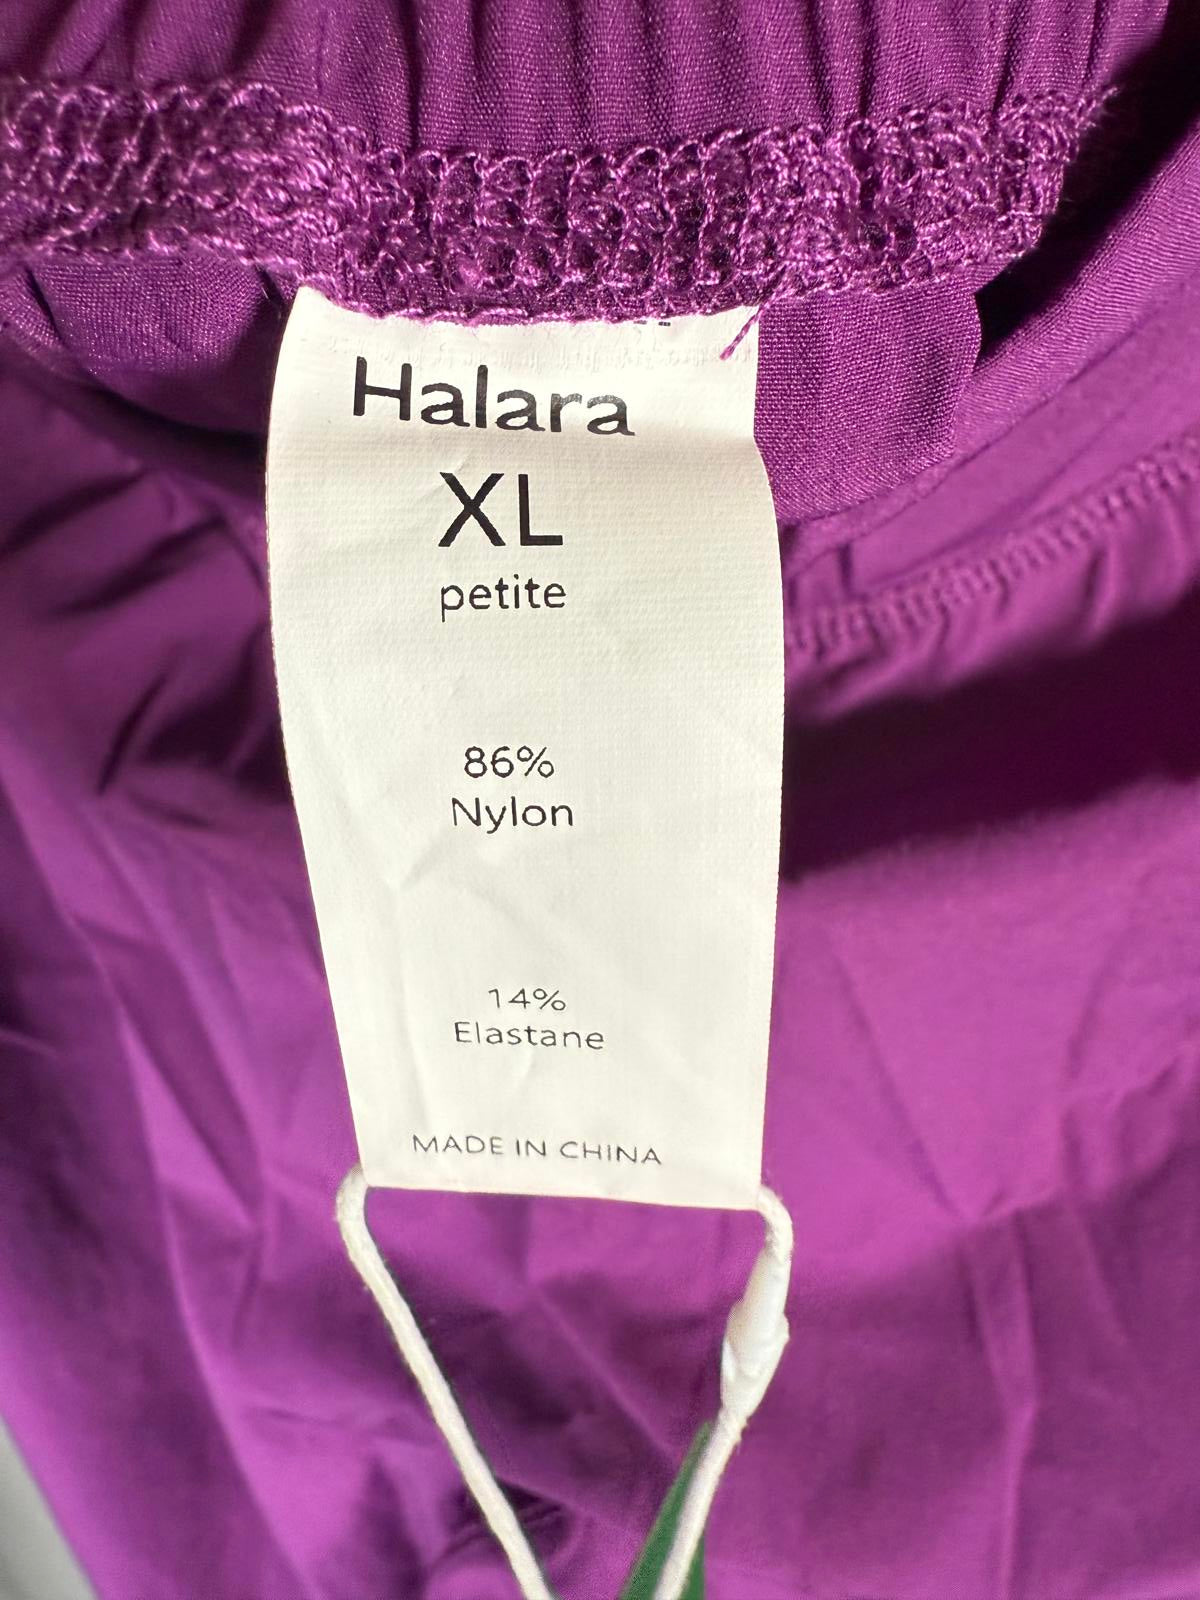 Halara
XL
petite
86%
Nylon
14%
Elastane
MADE IN CHINA